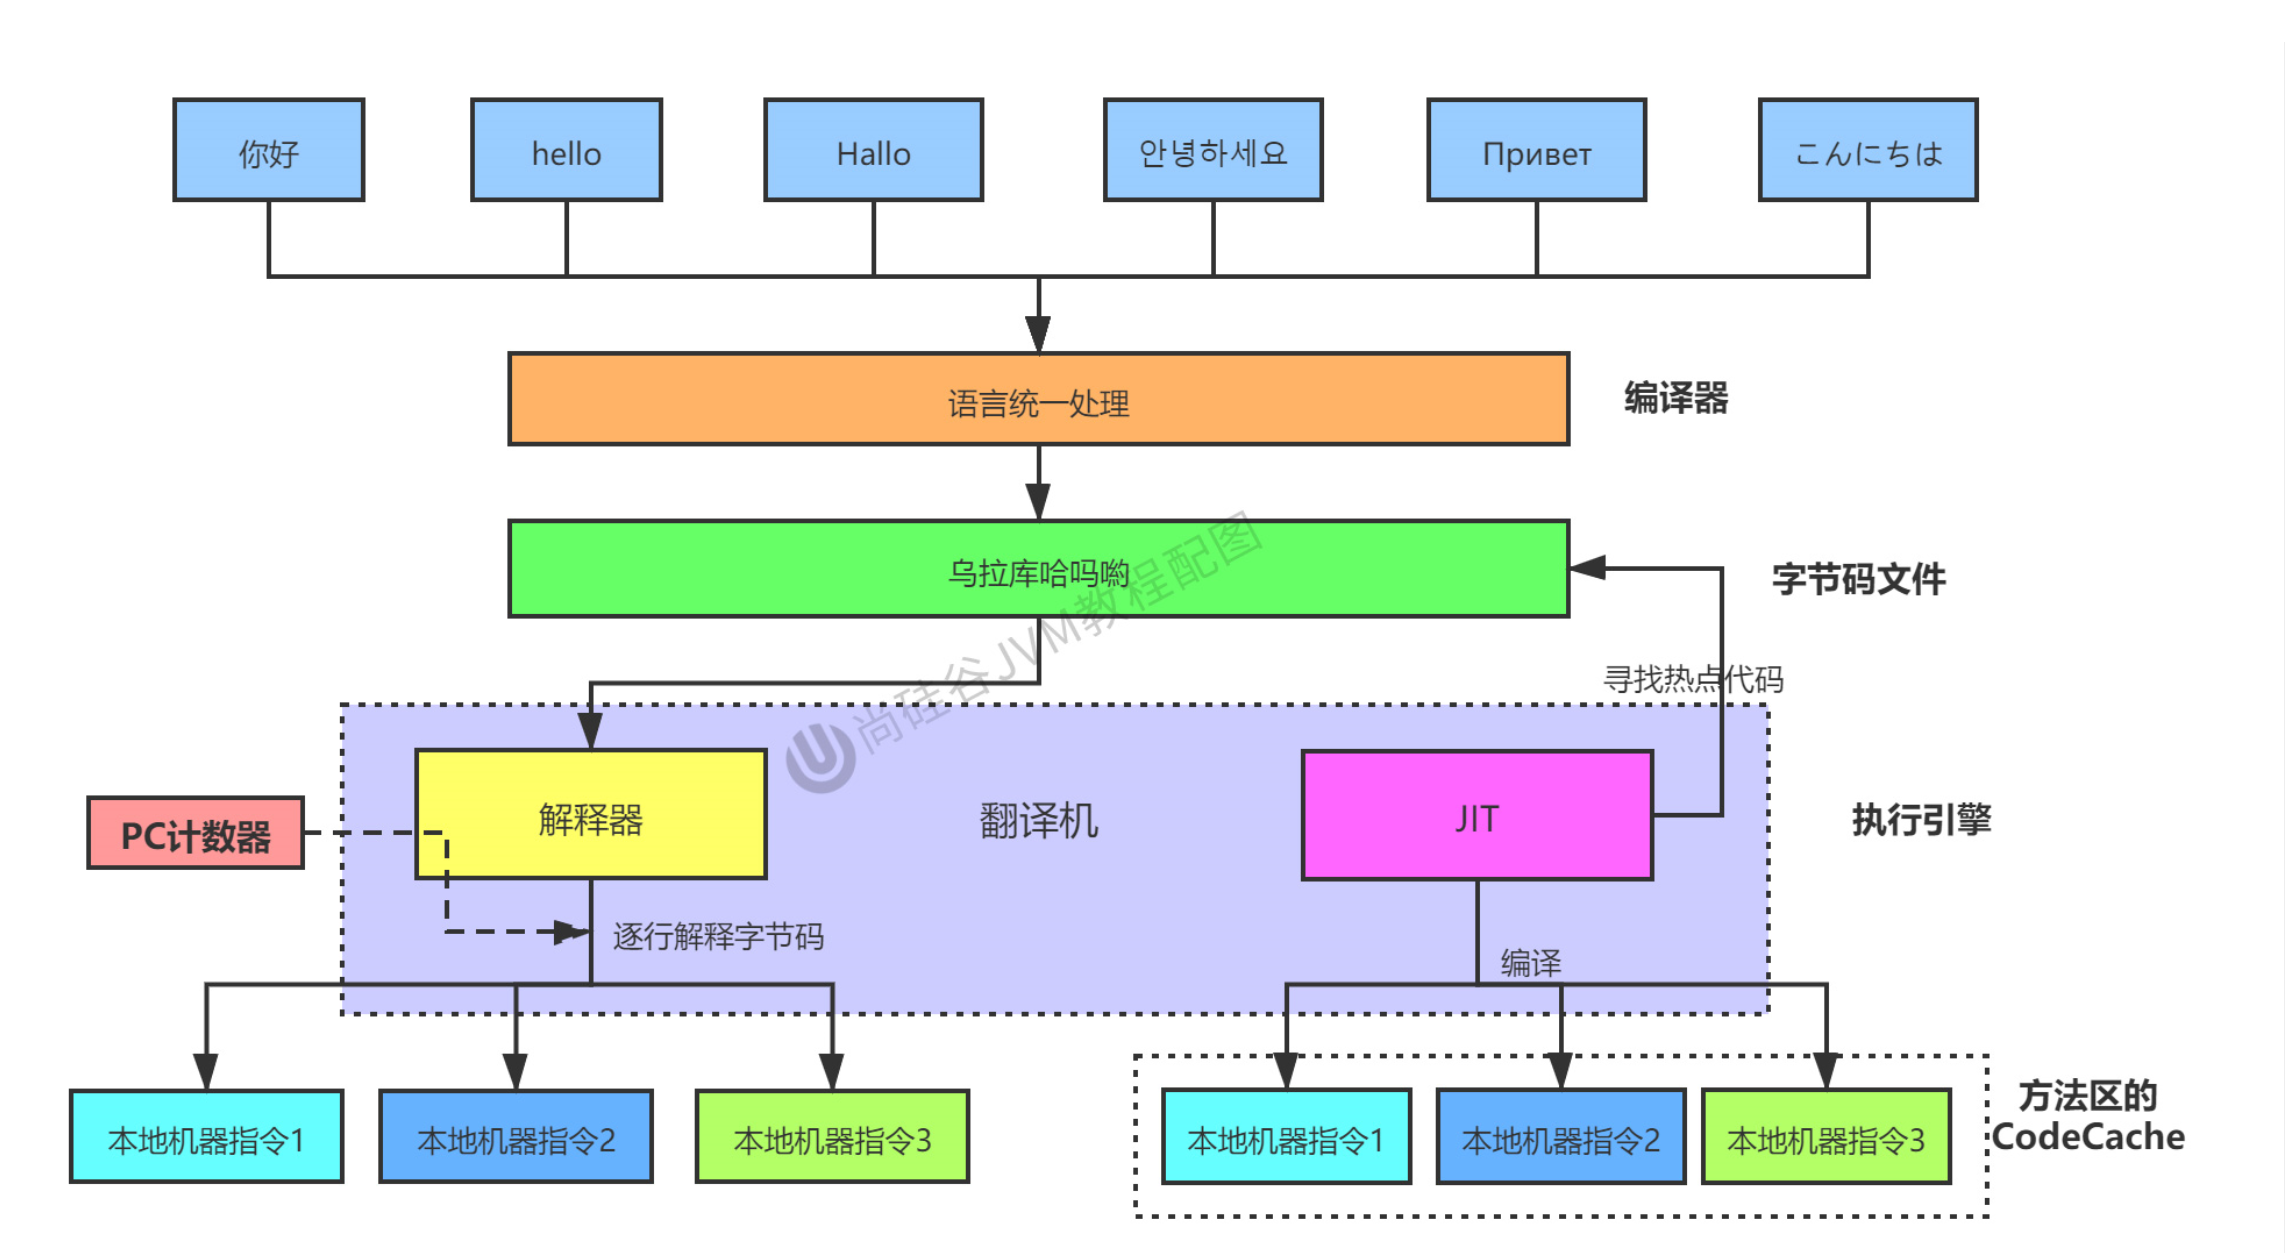 你好
hello
Hallo
안녕하세요
Привет
こんにちは
语言统一处理
编译器
乌拉库哈吗哟
字节码文件
尚硅谷JVM教程配图
寻找热点代码
PC计数器
解释器
翻译机
JIT
执行引擎
逐行解释字节码
编译
本地机器指令1
本地机器指令2
本地机器指令3
本地机器指令1
本地机器指令2
本地机器指令3
方法区的
CodeCache